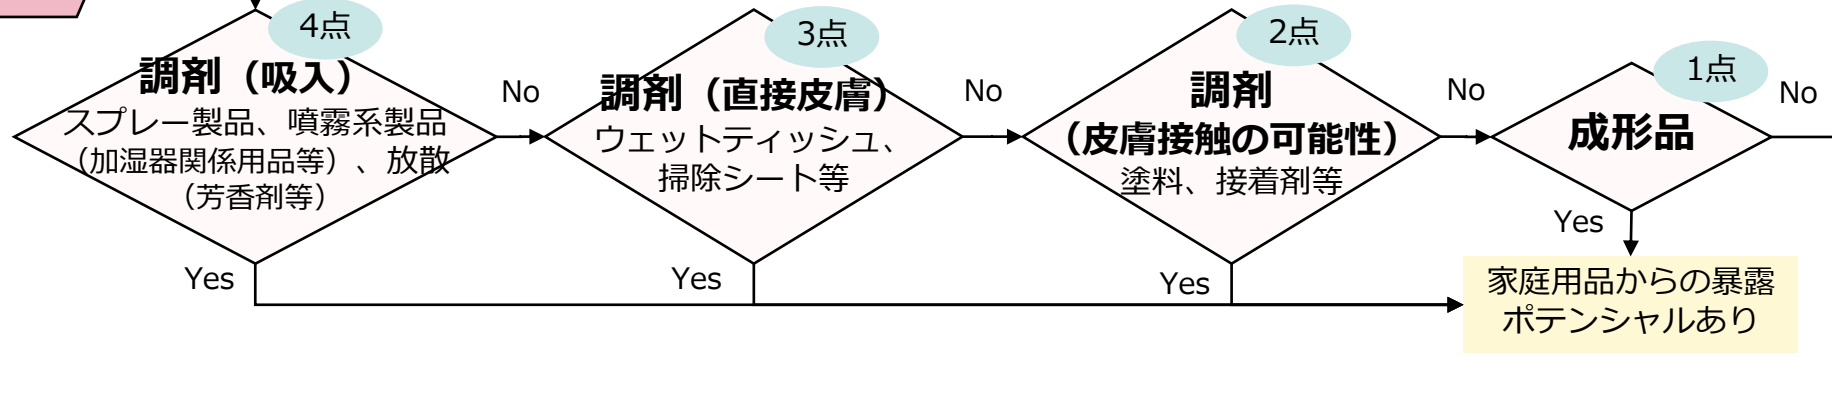 4点
調剤（吸入）
スプレー製品、噴霧系製品
（加湿器関係用品等）、放散
（芳香剤等）
No
Yes
3点
調剤（直接皮膚）
ウェットティッシュ、
掃除シート等
No
Yes
2点
調剤
（皮膚接触の可能性）
塗料、接着剤等
No
Yes
1点
成形品
No
Yes
家庭用品からの暴露
ポテンシャルあり